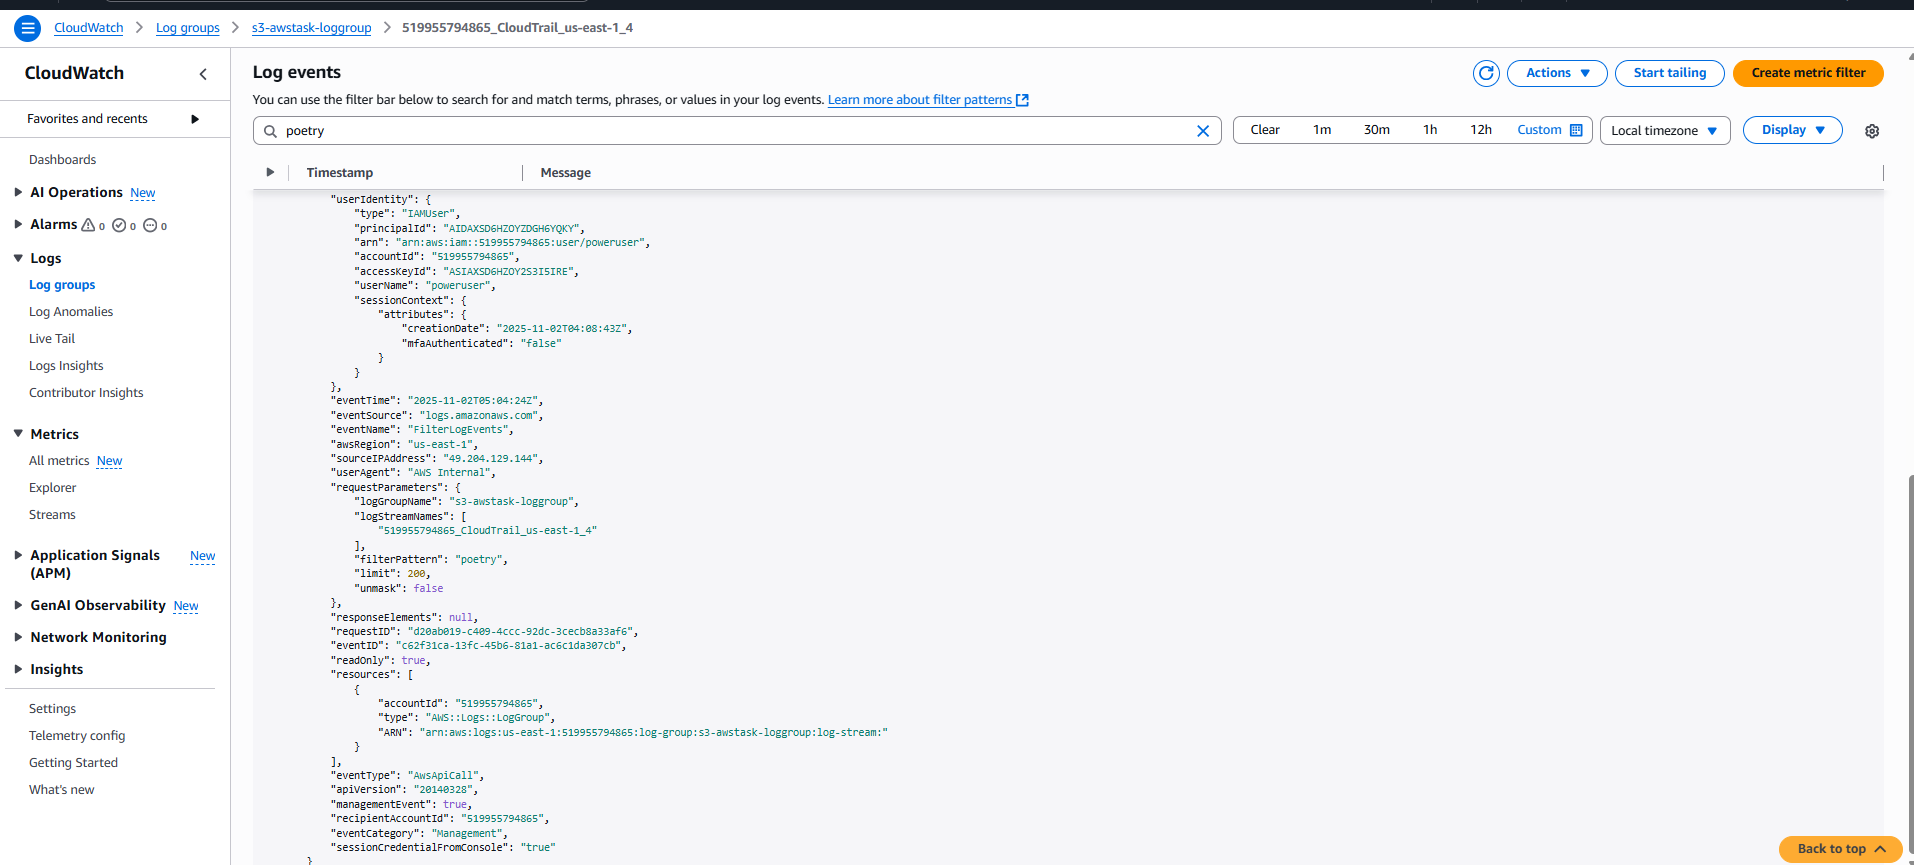 CloudWatch > Log groups > s3-awstask-loggroup > 519955794865_CloudTrail_us-east-1_4
CloudWatch
Favorites and recents
Dashboards
AI Operations New
Alarms 0 0 0
Logs
Log groups
Log Anomalies
Live Tail
Logs Insights
Contributor Insights
Metrics
All metrics New
Explorer
Streams
Application Signals New
(APM)
GenAI Observability New
Network Monitoring
Insights
Settings
Telemetry config
Getting Started
What's new
Log events
Actions
Start tailing
Create metric filter
You can use the filter bar below to search for and match terms, phrases, or values in your log events. Learn more about filter patterns
poetry
Clear 1m 30m 1h 12h Custom
Local timezone
Display
Timestamp
Message
"userIdentity": {
"type": "IAMUser",
"principalId": "AIDAXSD6HZOYZDGH6YQKY",
"arn": "arn:aws:iam::519955794865:user/poweruser",
"accountId": "519955794865",
"accessKeyId": "ASIAXSD6HZOY2S3I5IRE",
"userName": "poweruser",
"sessionContext": {
"attributes": {
"creationDate": "2025-11-02T04:08:43Z",
"mfaAuthenticated": "false"
}
}
},
"eventTime": "2025-11-02T05:04:24Z",
"eventSource": "logs.amazonaws.com",
"eventName": "FilterLogEvents",
"awsRegion": "us-east-1",
"sourceIPAddress": "49.204.129.144",
"userAgent": "AWS Internal",
"requestParameters": {
"logGroupName": "s3-awstask-loggroup",
"logStreamNames": [
"519955794865_CloudTrail_us-east-1_4"
],
"filterPattern": "poetry",
"limit": 200,
"unmask": false
},
"responseElements": null,
"requestID": "d20ab019-c409-4ccc-92dc-3cecb8a33af6",
"eventID": "c62f31ca-13fc-45b6-81a1-ac6c1da307cb",
"readOnly": true,
"resources": [
{
"accountId": "519955794865",
"type": "AWS::Logs::LogGroup",
"ARN": "arn:aws:logs:us-east-1:519955794865:log-group:s3-awstask-loggroup:log-stream:"
}
],
"eventType": "AwsApiCall",
"apiVersion": "20140328",
"managementEvent": true,
"recipientAccountId": "519955794865",
"eventCategory": "Management",
"sessionCredentialFromConsole": "true"
}
Back to top